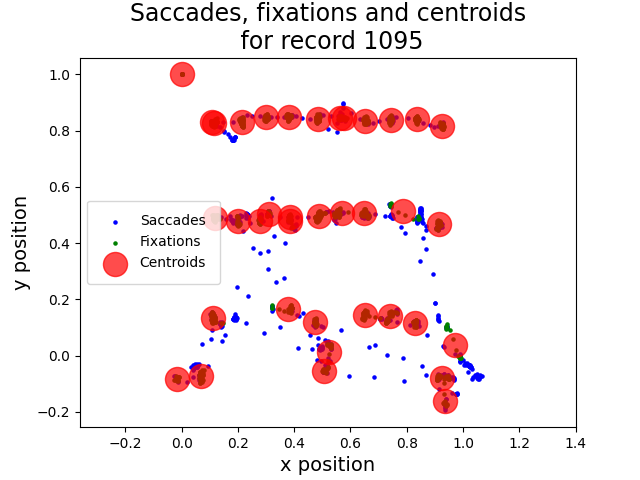 Saccades, fixations and centroids
for record 1095
1.0
0.8
0.6
0.4
0.2
0.0
−0.2
y position
Saccades
Fixations
Centroids
−0.2
0.0
0.2
0.4
0.6
0.8
1.0
1.2
1.4
x position